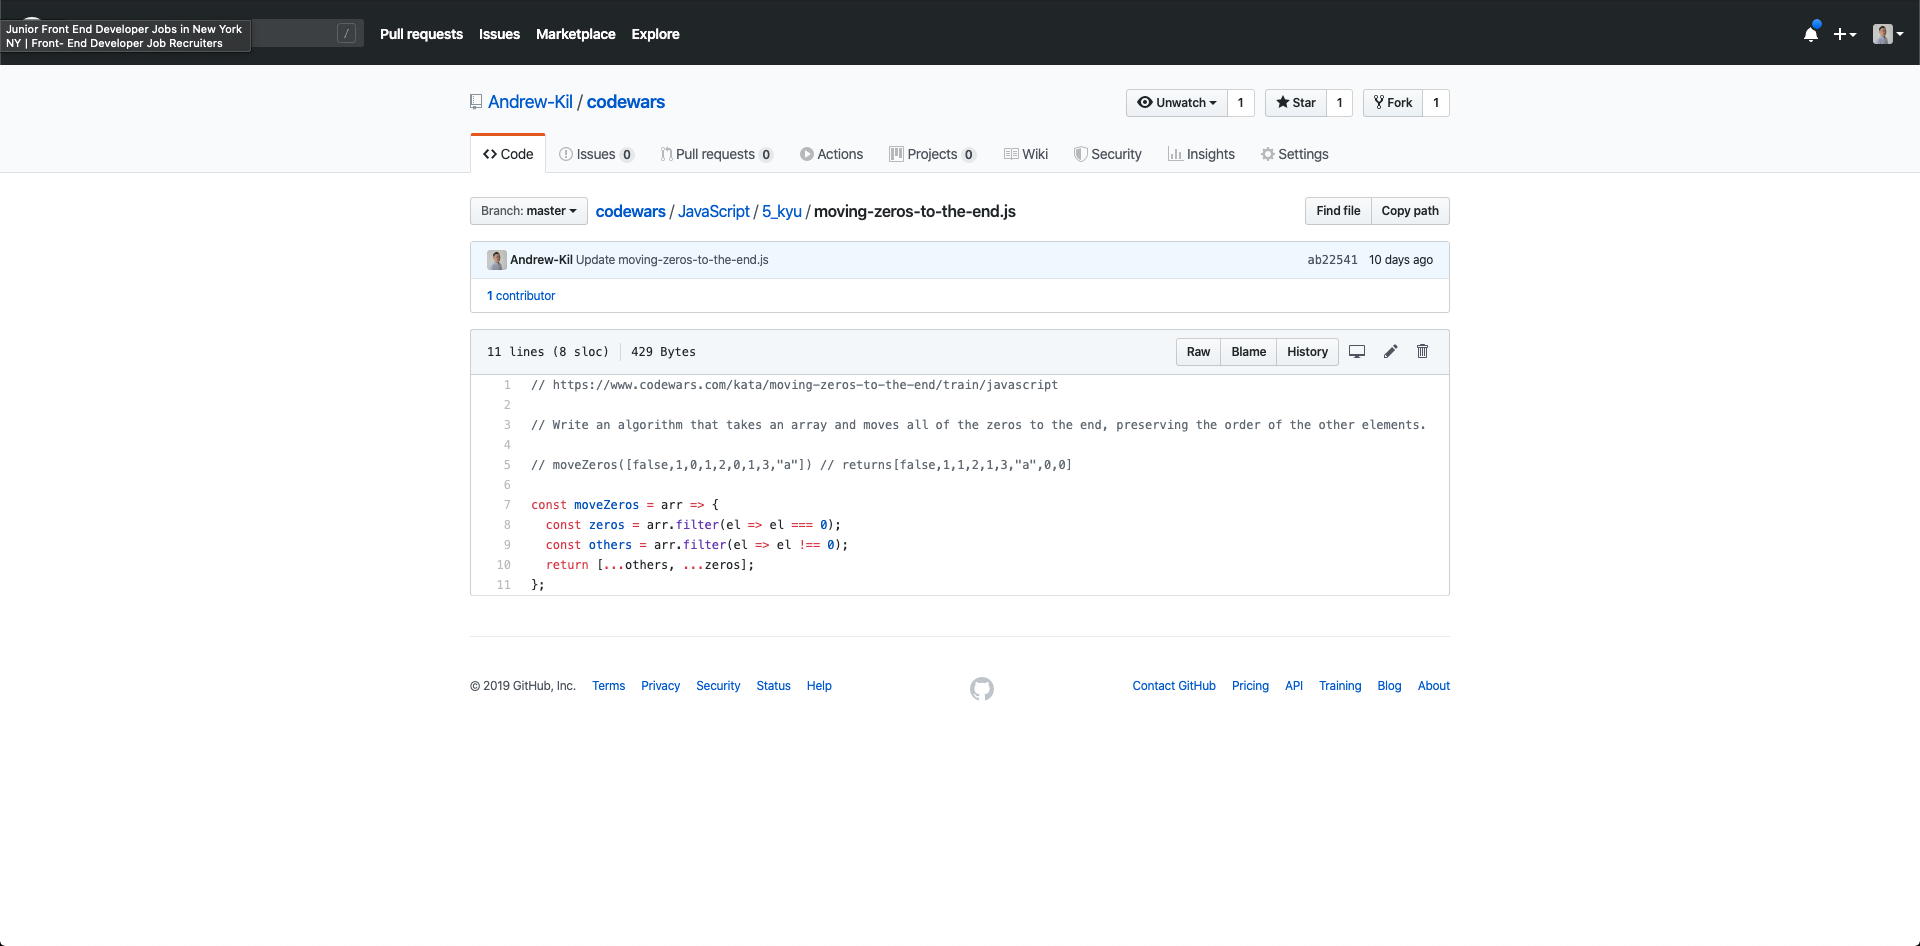 Junior Front End Developer Jobs in New York
NY | Front- End Developer Job Recruiters
/
Pull requests Issues Marketplace Explore
Andrew-Kil / codewars
Unwatch 1 Star 1 Fork 1
Code Issues 0 Pull requests 0 Actions Projects 0 Wiki Security Insights Settings
Branch: master codewars / JavaScript / 5_kyu / moving-zeros-to-the-end.js
Find file Copy path
Andrew-Kil Update moving-zeros-to-the-end.js ab22541 10 days ago
1 contributor
11 lines (8 sloc) 429 Bytes Raw Blame History
1 // https://www.codewars.com/kata/moving-zeros-to-the-end/train/javascript
2
3 // Write an algorithm that takes an array and moves all of the zeros to the end, preserving the order of the other elements.
4
5 // moveZeros([false,1,0,1,2,0,1,3,"a"]) // returns[false,1,1,2,1,3,"a",0,0]
6
7 const moveZeros = arr => {
8 const zeros = arr.filter(el => el === 0);
9 const others = arr.filter(el => el !== 0);
10 return [...others, ...zeros];
11 };
© 2019 GitHub, Inc. Terms Privacy Security Status Help Contact GitHub Pricing API Training Blog About